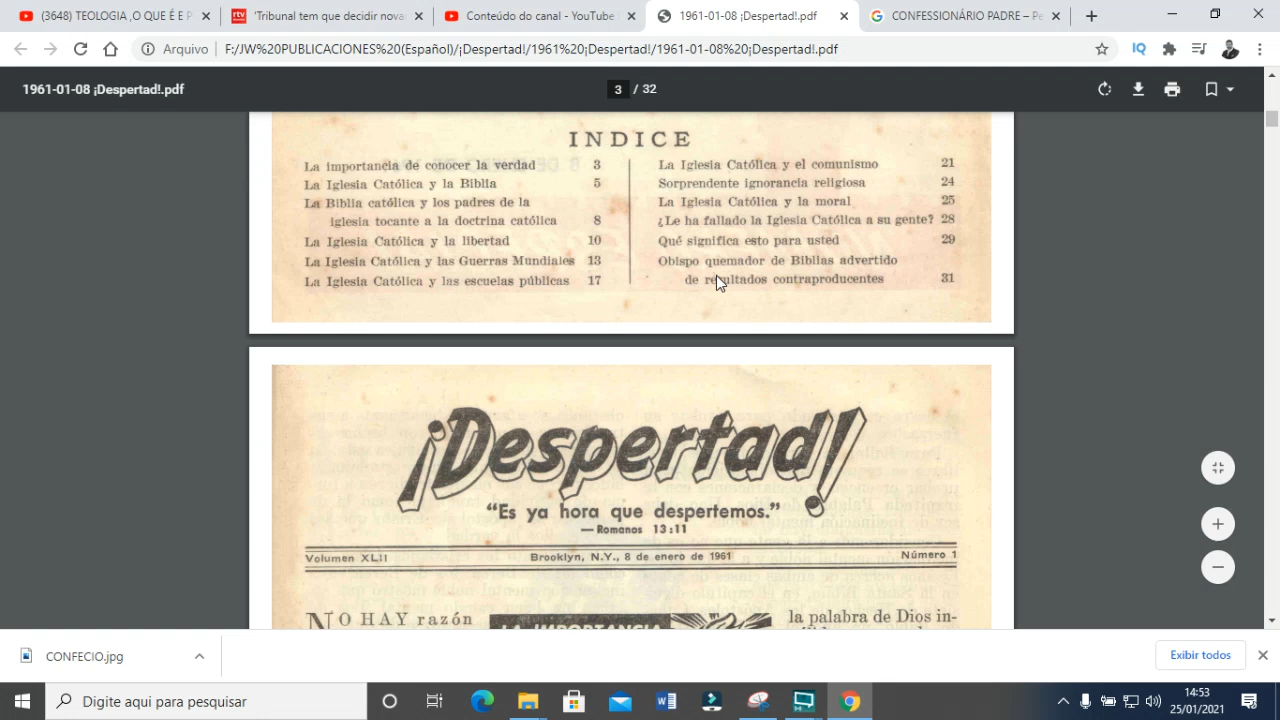 (3648) TEOLOGIA ,O QUE É E P
'Tribunal tem que decidir nova
Conteúdo do canal - YouTube
1961-01-08 ¡Despertad!.pdf
CONFESSIONÁRIO PADRE – Pe
Arquivo
F:/JW%20PUBLICACIONES%20(Español)/¡Despertad!/1961%20¡Despertad!/1961-01-08%20¡Despertad!.pdf
IQ
1961-01-08 ¡Despertad!.pdf
3 / 32
INDICE
La importancia de conocer la verdad 3
La Iglesia Católica y la Biblia 5
La Biblia católica y los padres de la
iglesia tocante a la doctrina católica 8
La Iglesia Católica y la libertad 10
La Iglesia Católica y las Guerras Mundiales 13
La Iglesia Católica y las escuelas públicas 17
La Iglesia Católica y el comunismo 21
Sorprendente ignorancia religiosa 24
La Iglesia Católica y la moral 25
¿Le ha fallado la Iglesia Católica a su gente? 28
Qué significa esto para usted 29
Obispo quemador de Biblias advertido
de resultados contraproducentes 31
¡Despertad!
“Es ya hora que despertemos.”
—Romanos 13:11
Volumen XLII Brooklyn, N.Y., 8 de enero de 1961 Número 1
NO HAY razón
LA IMPORTANCIA
la palabra de Dios in-
CONFECIO.jpg
Exibir todos
Digite aqui para pesquisar
14:53
25/01/2021